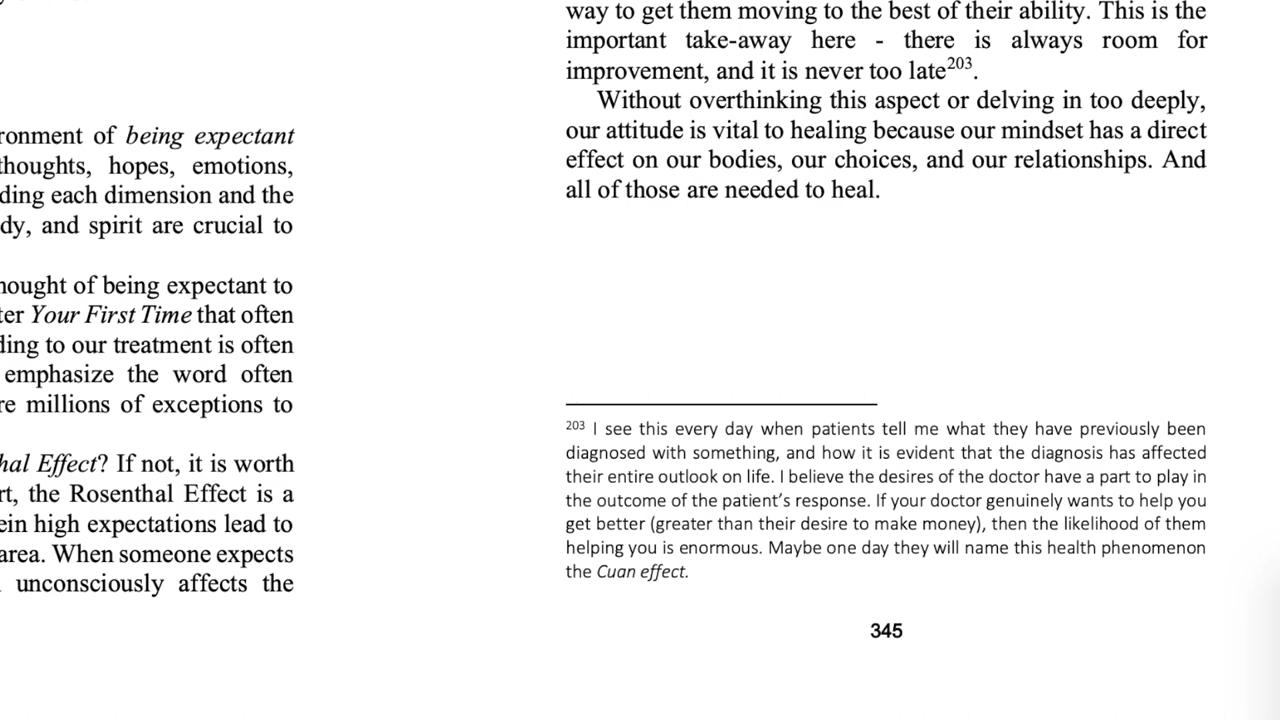 ronment of being expectant
thoughts, hopes, emotions,
ding each dimension and the
dy, and spirit are crucial to
hought of being expectant to
ter Your First Time that often
ding to our treatment is often
emphasize the word often
re millions of exceptions to
hal Effect? If not, it is worth
rt, the Rosenthal Effect is a
ein high expectations lead to
area. When someone expects
unconsciously affects the
way to get them moving to the best of their ability. This is the
important take-away here - there is always room for
improvement, and it is never too late203.
Without overthinking this aspect or delving in too deeply,
our attitude is vital to healing because our mindset has a direct
effect on our bodies, our choices, and our relationships. And
all of those are needed to heal.
203 I see this every day when patients tell me what they have previously been
diagnosed with something, and how it is evident that the diagnosis has affected
their entire outlook on life. I believe the desires of the doctor have a part to play in
the outcome of the patient's response. If your doctor genuinely wants to help you
get better (greater than their desire to make money), then the likelihood of them
helping you is enormous. Maybe one day they will name this health phenomenon
the Cuan effect.
345